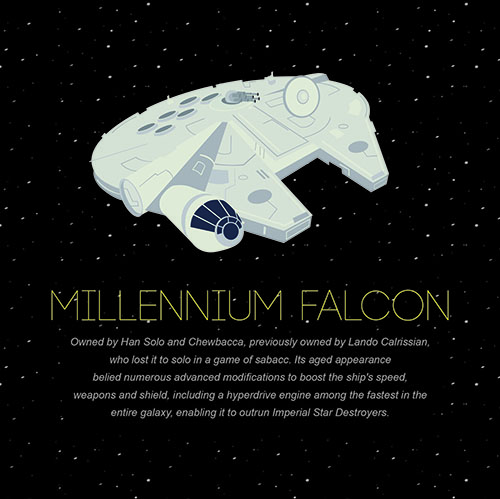 MILLENNIUM FALCON
Owned by Han Solo and Chewbacca, previously owned by Lando Calrissian,
who lost it to solo in a game of sabacc. Its aged appearance
belied numerous advanced modifications to boost the ship's speed,
weapons and shield, including a hyperdrive engine among the fastest in the
entire galaxy, enabling it to outrun Imperial Star Destroyers.